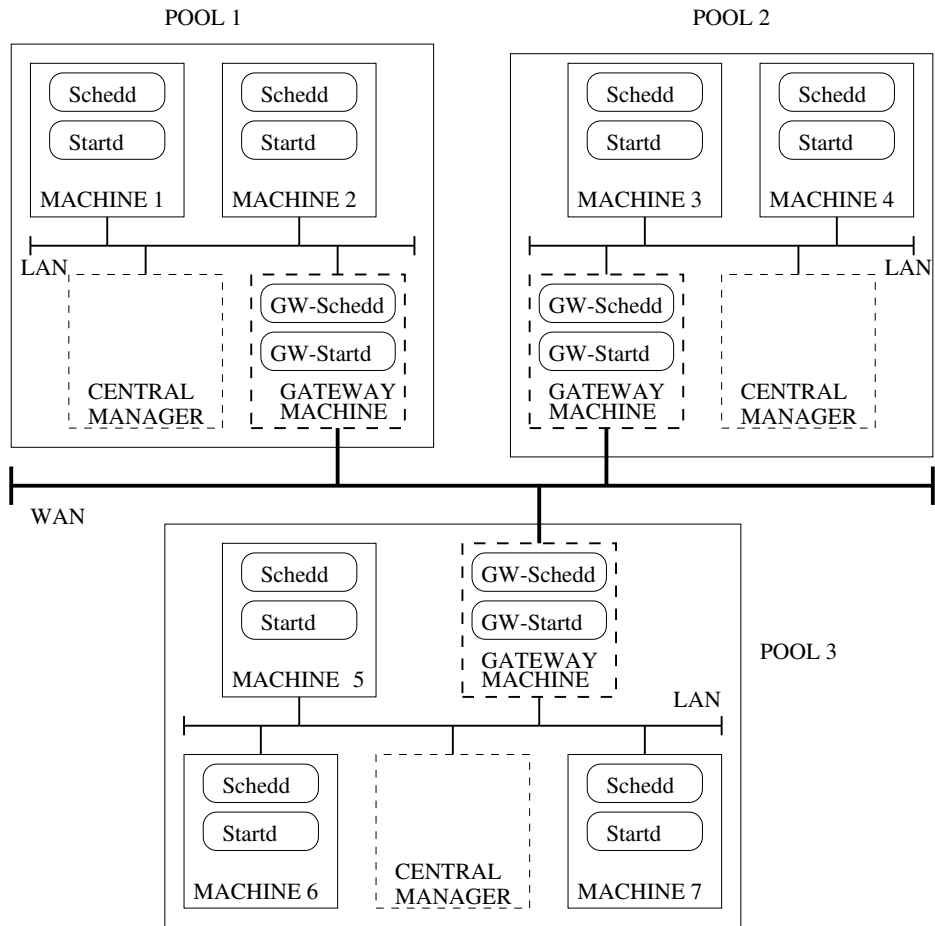 POOL 1
POOL 2
Schedd
Startd
MACHINE 1
Schedd
Startd
MACHINE 2
Schedd
Startd
MACHINE 3
Schedd
Startd
MACHINE 4
LAN
CENTRAL
MANAGER
GW-Schedd
GW-Startd
GATEWAY
MACHINE
LAN
GW-Schedd
GW-Startd
GATEWAY
MACHINE
CENTRAL
MANAGER
WAN
Schedd
Startd
MACHINE 5
GW-Schedd
GW-Startd
GATEWAY
MACHINE
POOL 3
LAN
Schedd
Startd
MACHINE 6
CENTRAL
MANAGER
Schedd
Startd
MACHINE 7